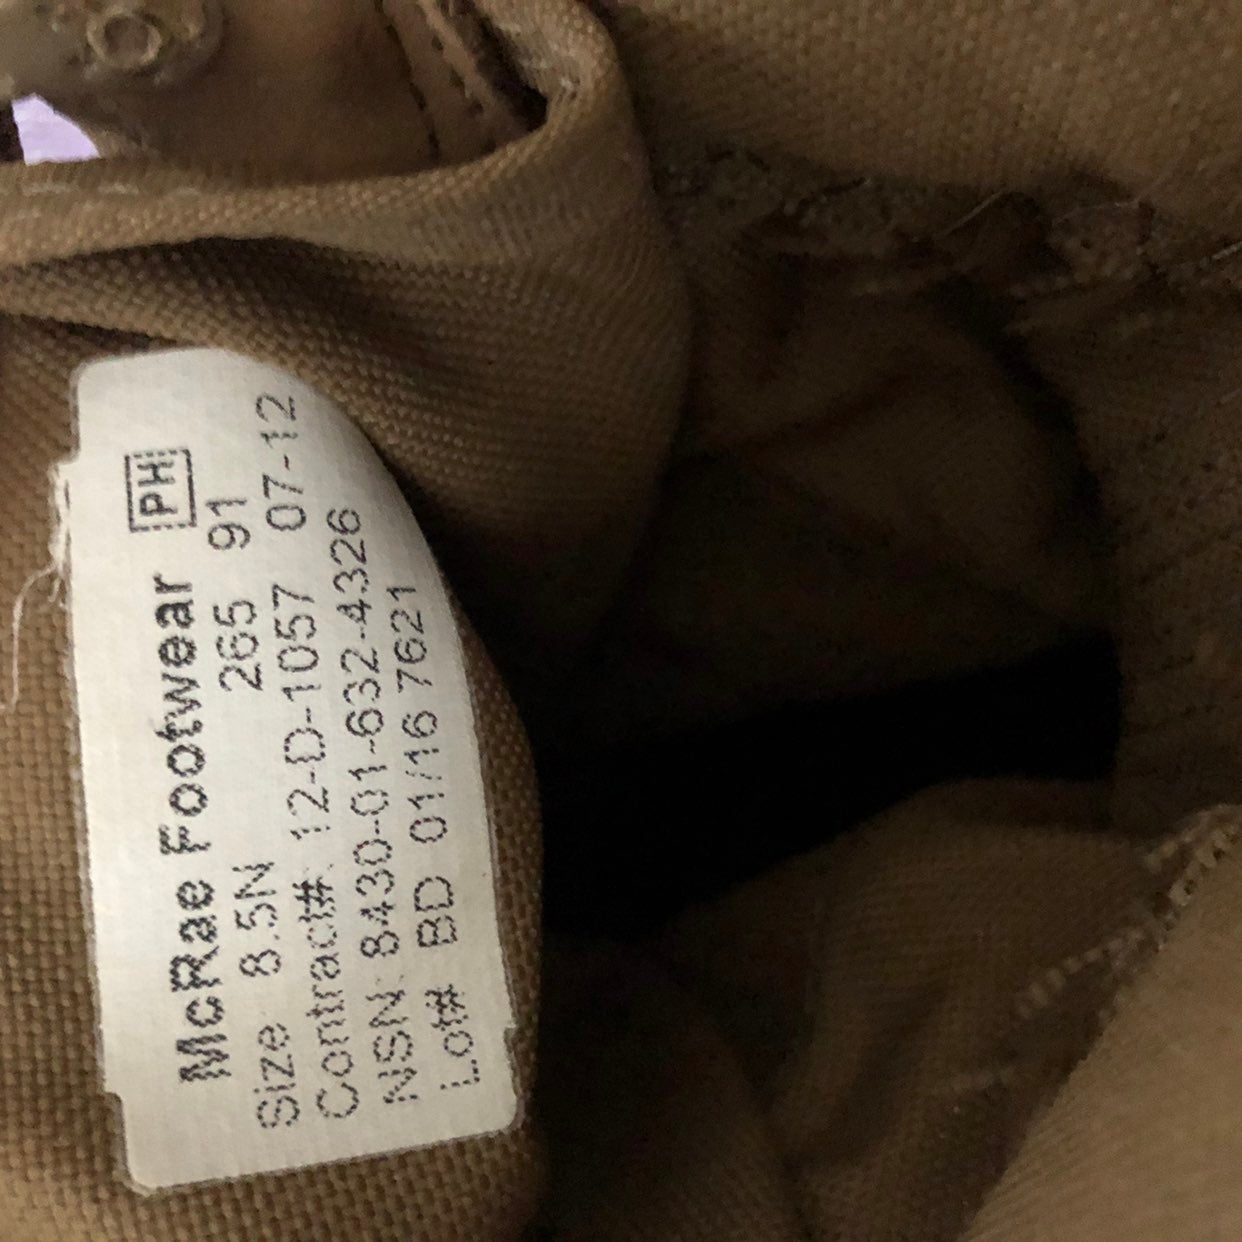 McRae Footwear PH
Size 8.5N 265 91
Contract# 12-D-1057 07-12
NSN: 8430-01-632-4326
Lot# BD 01/16 7621